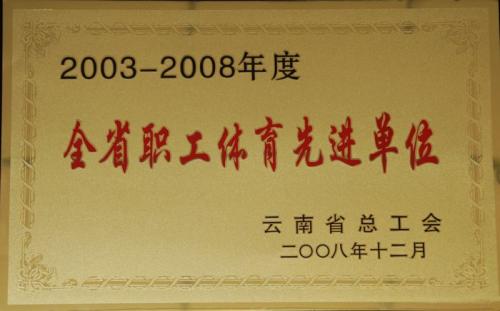 2003-2008年度
全省职工体育先进单位
云南省总工会
二〇〇八年十二月